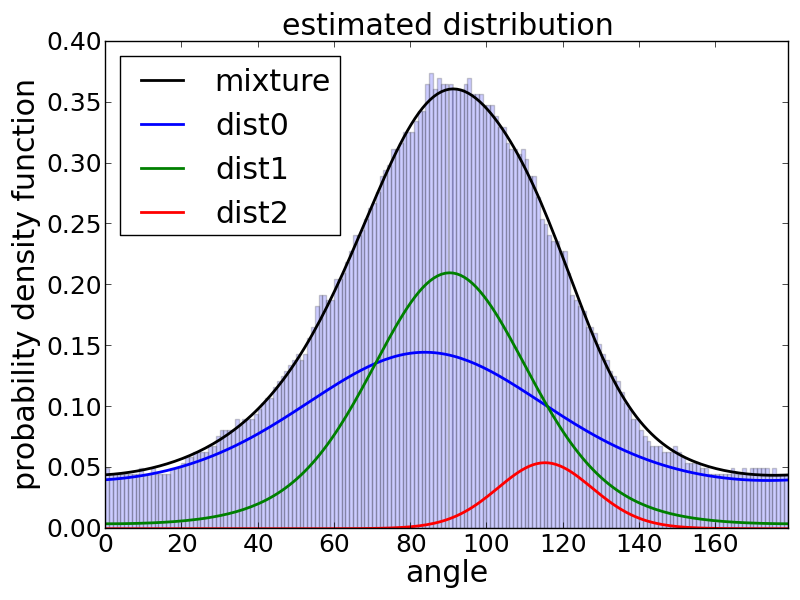 estimated distribution
probability density function
0.40
0.35
0.30
0.25
0.20
0.15
0.10
0.05
0.00
mixture
dist0
dist1
dist2
0 20 40 60 80 100 120 140 160
angle